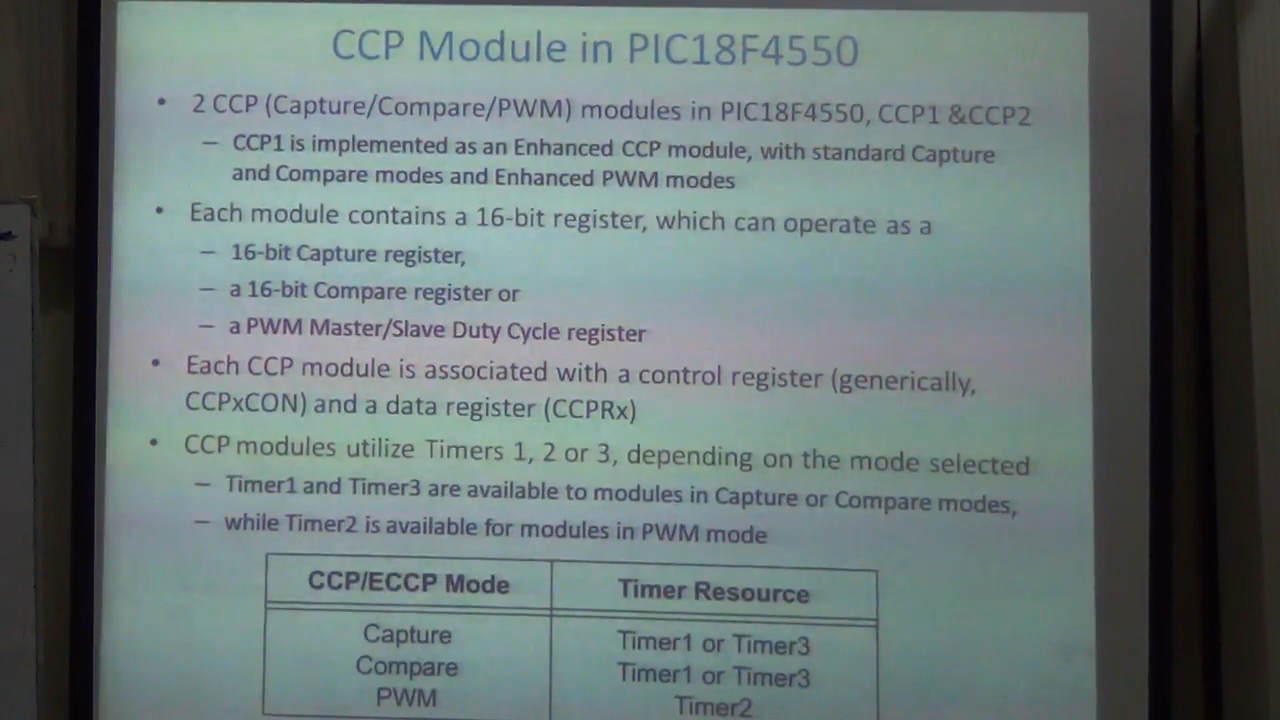 CCP Module in PIC18F4550
• 2 CCP (Capture/Compare/PWM) modules in PIC18F4550, CCP1 &CCP2
– CCP1 is implemented as an Enhanced CCP module, with standard Capture
and Compare modes and Enhanced PWM modes
• Each module contains a 16-bit register, which can operate as a
– 16-bit Capture register,
– a 16-bit Compare register or
– a PWM Master/Slave Duty Cycle register
• Each CCP module is associated with a control register (generically,
CCPxCON) and a data register (CCPRx)
• CCP modules utilize Timers 1, 2 or 3, depending on the mode selected
– Timer1 and Timer3 are available to modules in Capture or Compare modes,
– while Timer2 is available for modules in PWM mode
CCP/ECCP Mode Timer Resource
Capture Timer1 or Timer3
Compare Timer1 or Timer3
PWM Timer2